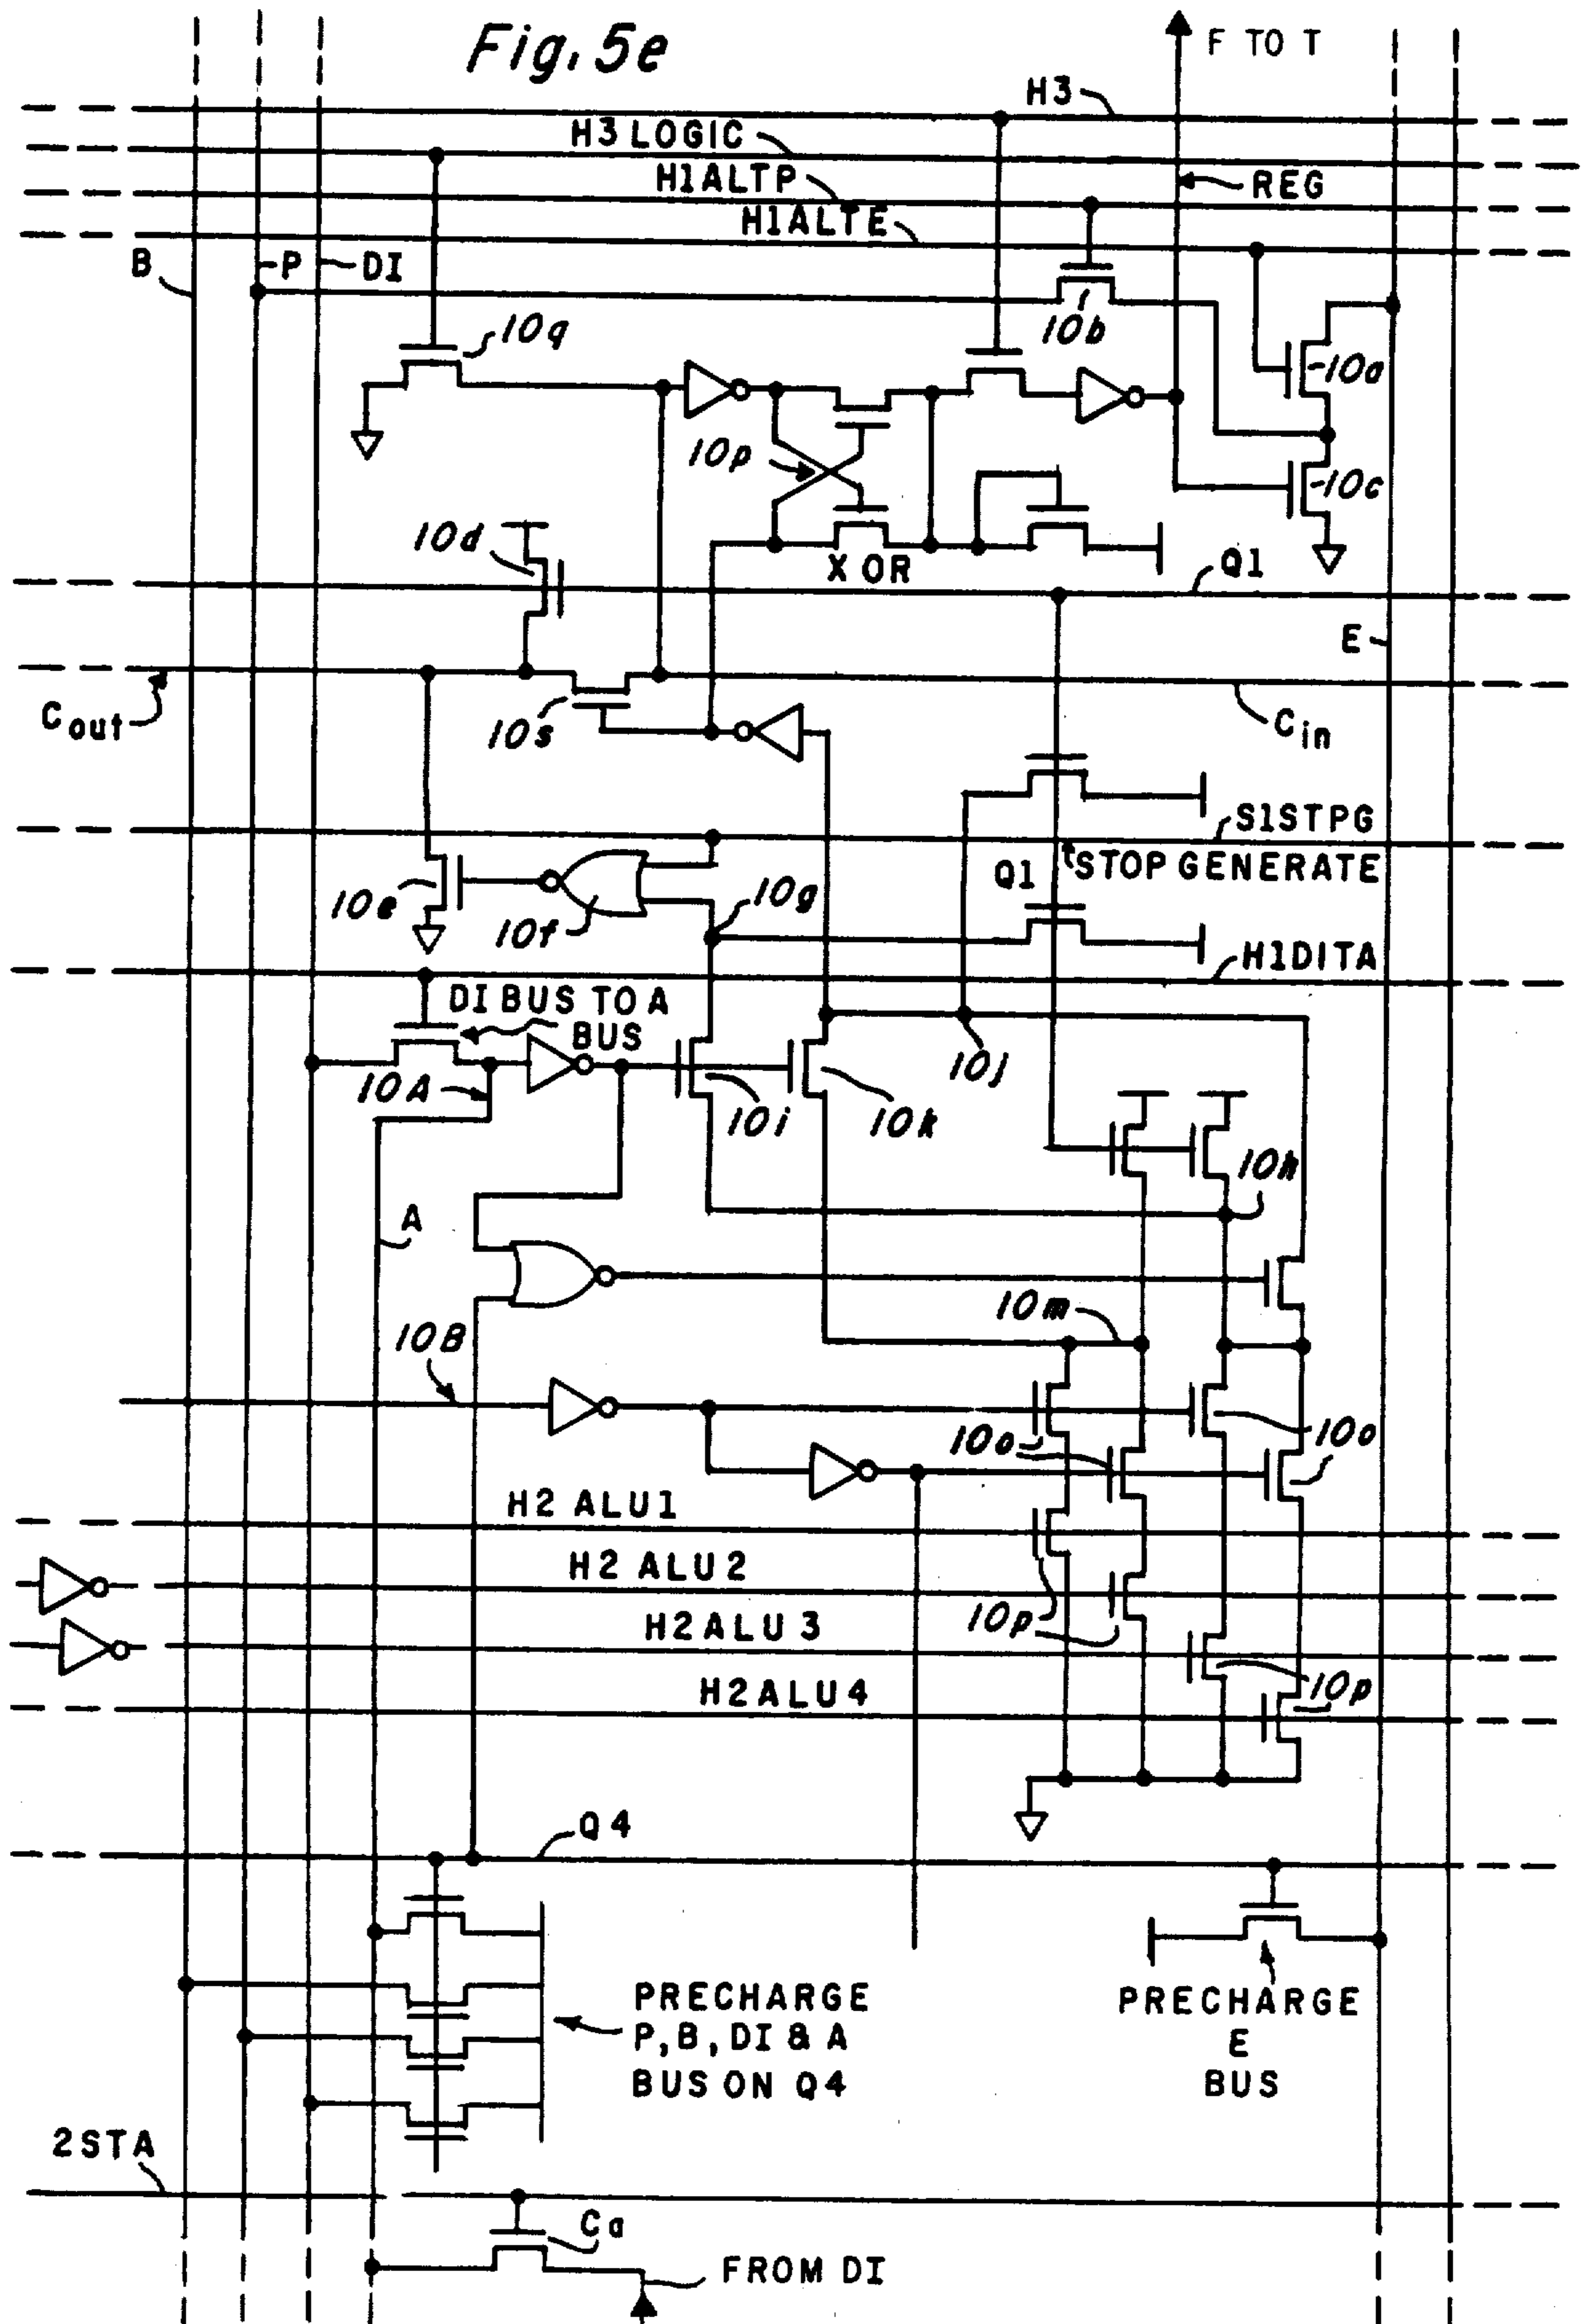 Fig. 5e
F TO T
H3
H3 LOGIC
H1ALTP
REG
H1ALTE
B
P
DI
10q
10b
10a
10p
10c
10d
XOR
Q1
E
Cout
10s
Cin
S1STPG
STOP GENERATE
Q1
10e
10f
10g
H1DITA
DI BUS TO A
BUS
10A
10j
10i
10k
10h
A
10m
10B
10o
10o
H2 ALU1
H2 ALU2
10p
H2ALU3
H2ALU4
10p
Q4
PRECHARGE
P, B, DI & A
BUS ON Q4
PRECHARGE
E
BUS
2STA
Ca
FROM DI